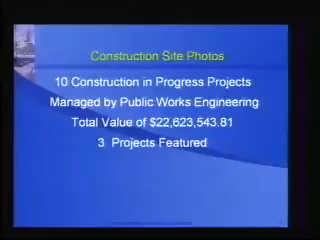 Construction Site Photos
10 Construction in Progress Projects
Managed by Public Works Engineering
Total Value of $22,623,543.81
3 Projects Featured